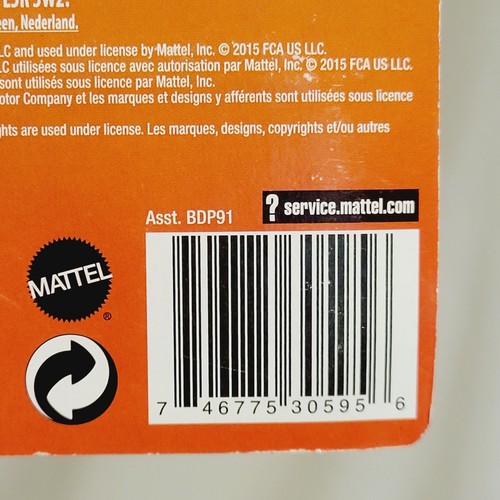 L5R 5W2.
een, Nederland.
LC and used under license by Mattel, Inc. © 2015 FCA US LLC.
LC utilisées sous licence avec autorisation par Mattel, Inc. © 2015 FCA US LLC.
sont utilisés sous licence par Mattel, Inc.
otor Company et les marques et designs y afférents sont utilisées sous licence
ghts are used under license. Les marques, designs, copyrights et/ou autres
? service.mattel.com
Asst. BDP91
MATTEL
®
7 46775 30595 6